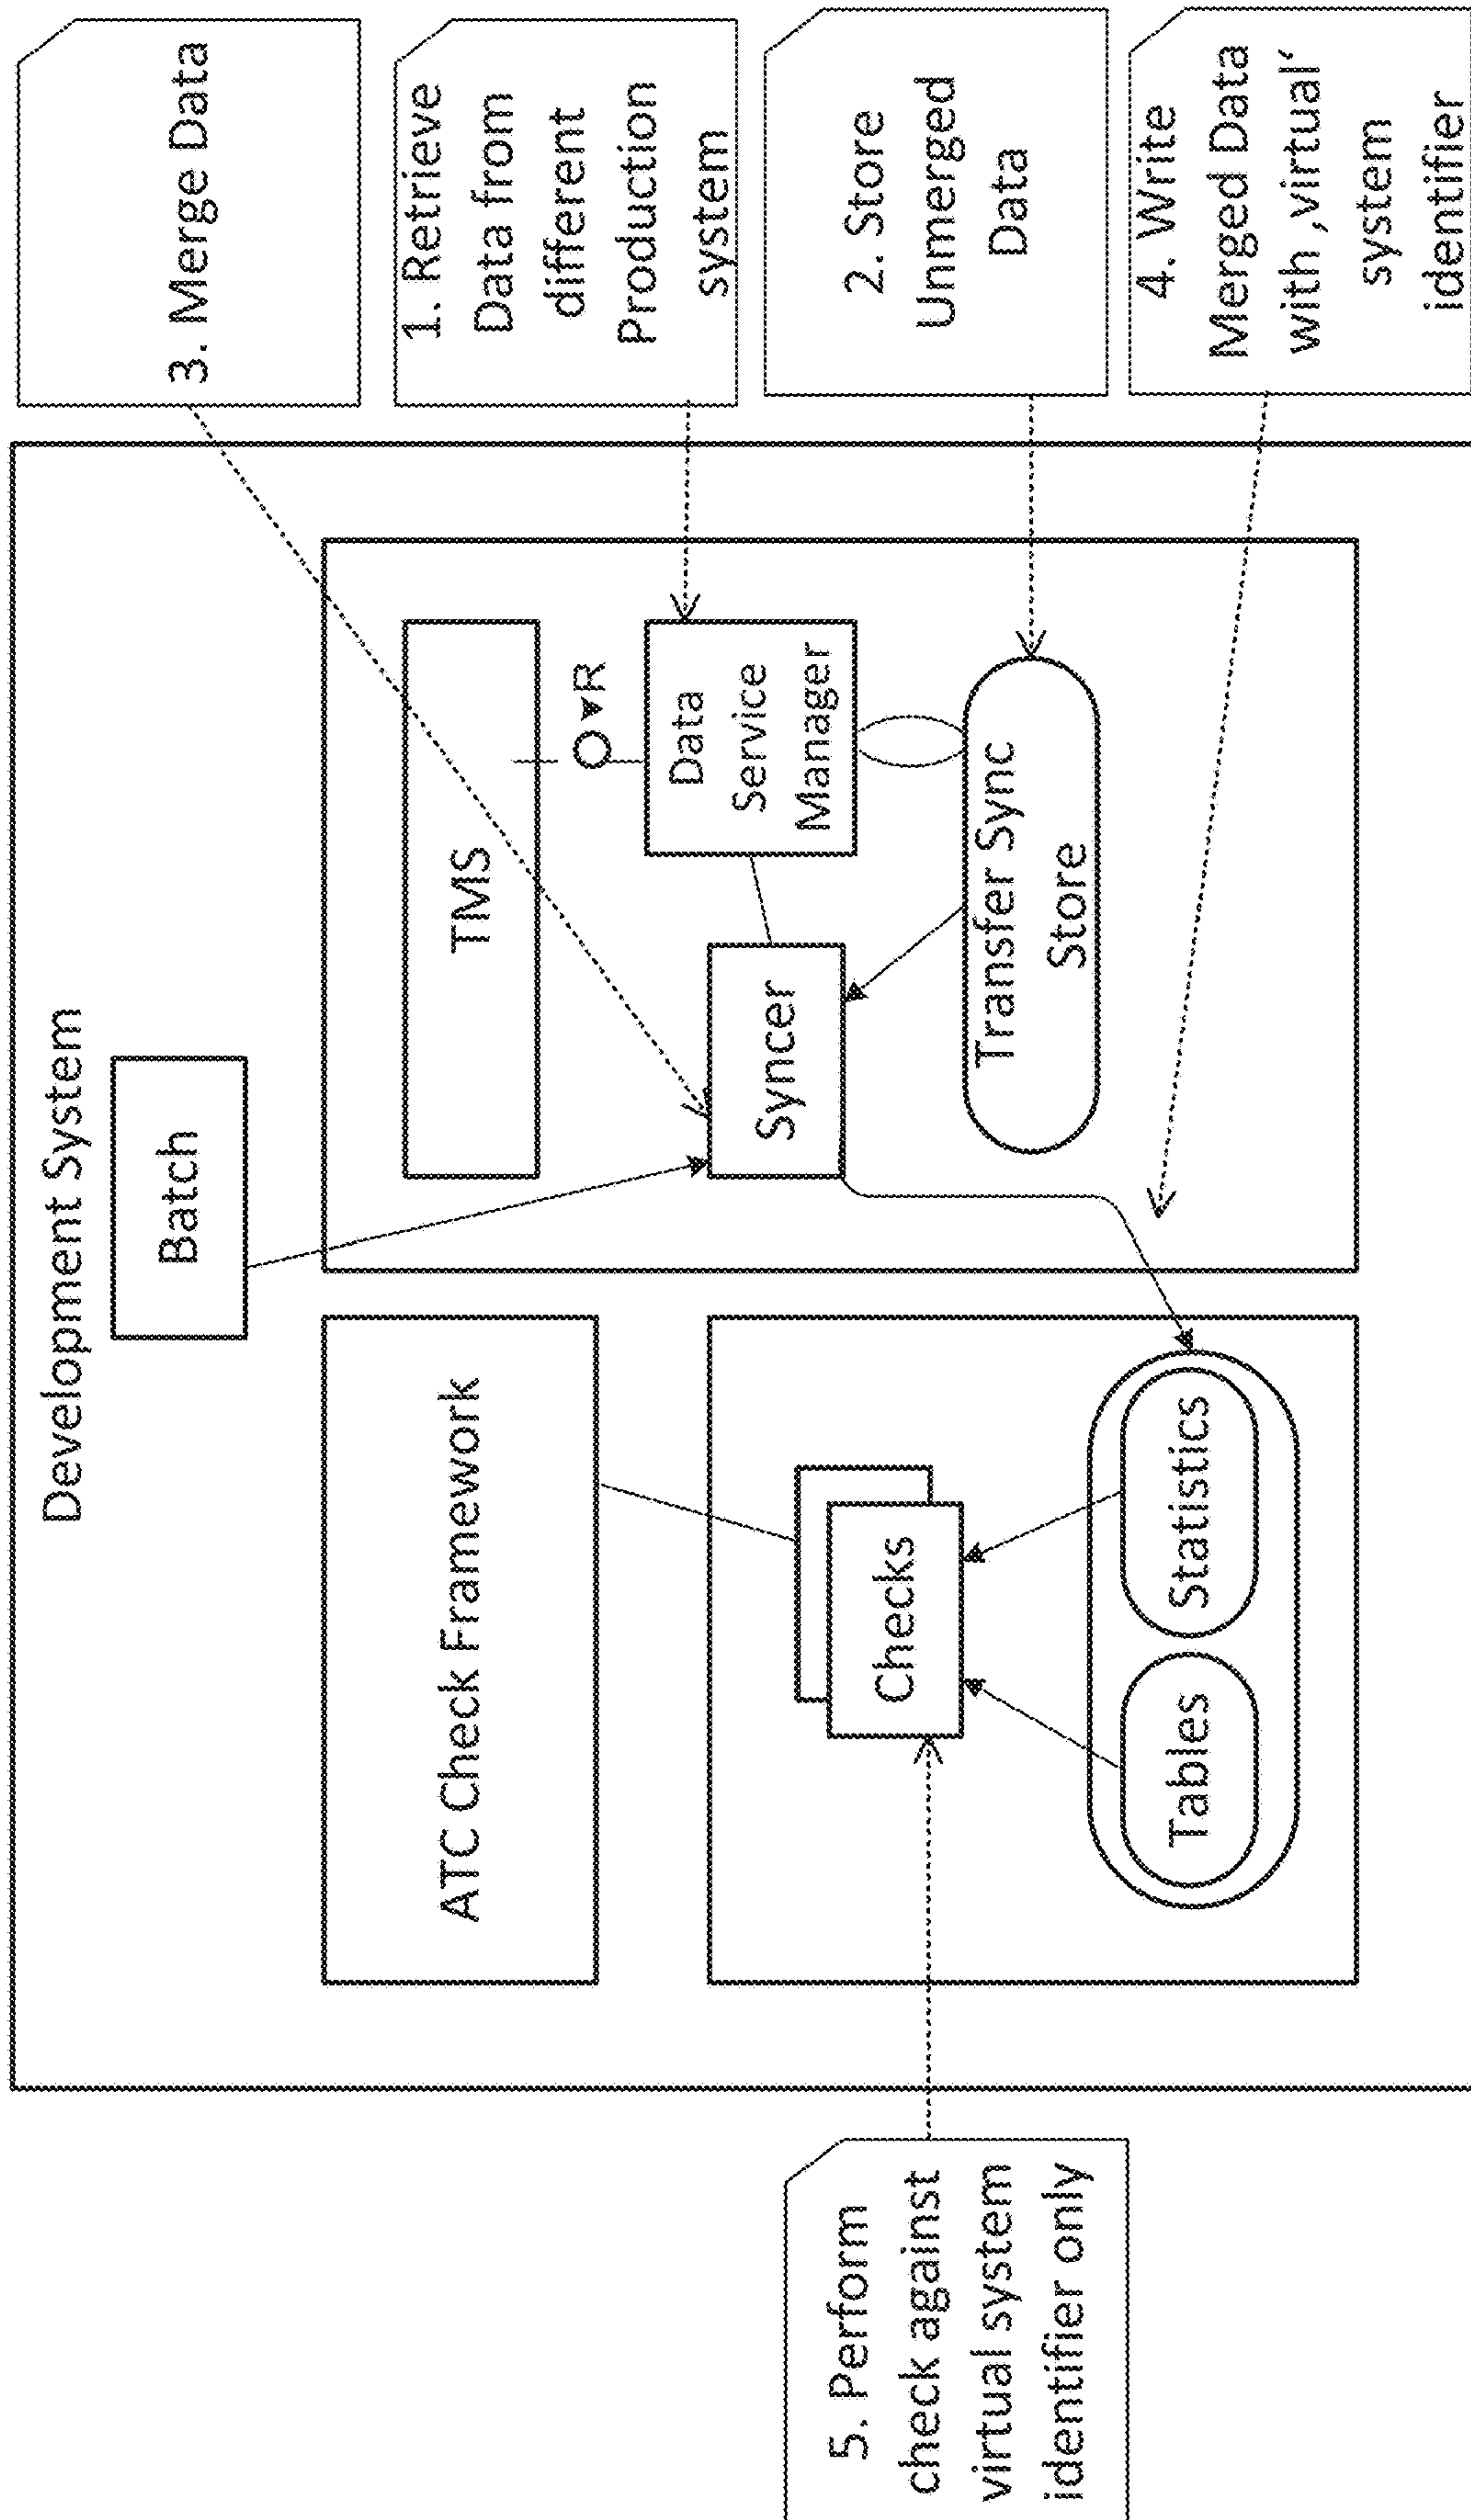 Development System
Batch
ATC Check Framework
Checks
Tables
Statistics
TMS
R
Data
Service
Manager
Syncer
Transfer Sync
Store
3. Merge Data
1. Retrieve
Data from
different
Production
system
2. Store
Unmerged
Data
4. Write
Merged Data
with ‚virtual‘
system
identifier
5. Perform
check against
virtual system
identifier only